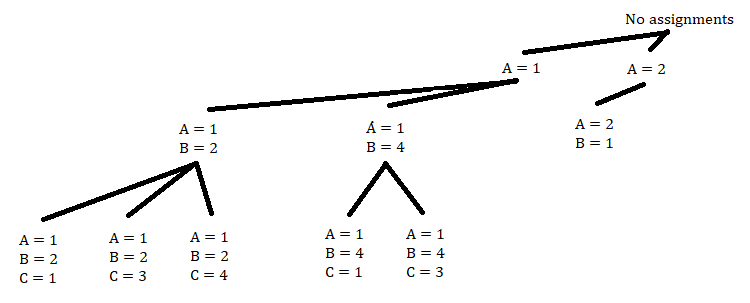 No assignments
A = 1
A = 2
A = 1
B = 2
Á = 1
B = 4
A = 2
B = 1
A = 1
B = 2
C = 1
A = 1
B = 2
C = 3
A = 1
B = 2
C = 4
A = 1
B = 4
C = 1
A = 1
B = 4
C = 3